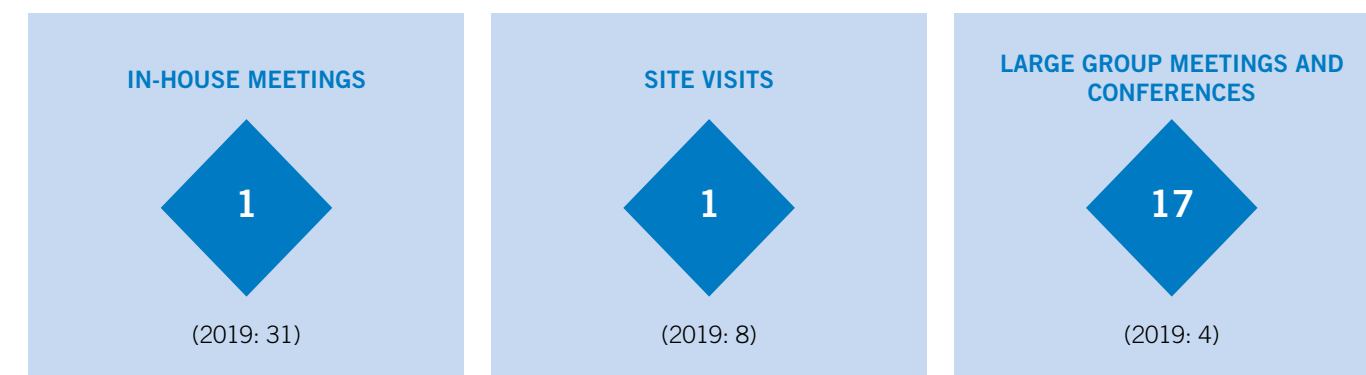 IN-HOUSE MEETINGS
1
(2019: 31)
SITE VISITS
1
(2019: 8)
LARGE GROUP MEETINGS AND
CONFERENCES
17
(2019: 4)